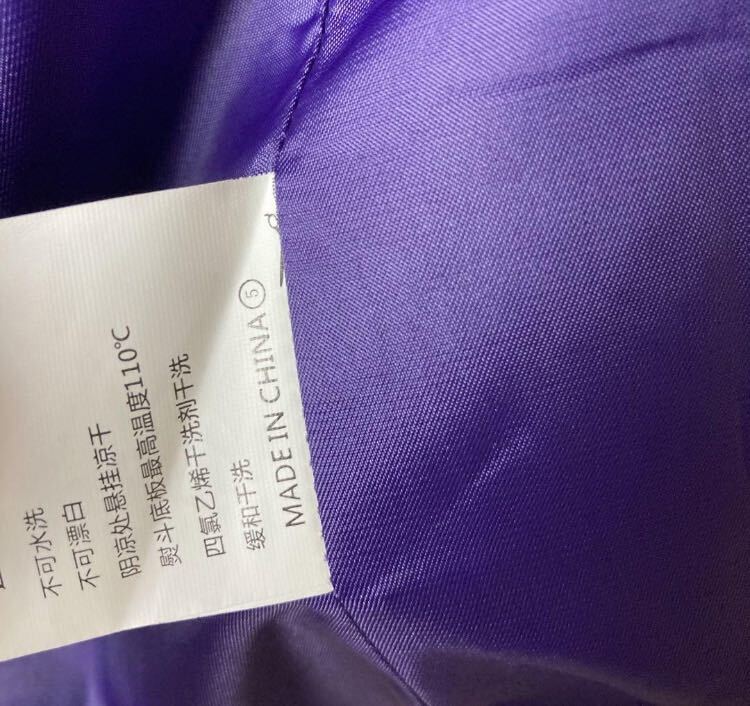 不可水洗
不可漂白
阴凉处悬挂凉干
熨斗底板最高温度110℃
四氯乙烯干洗剂干洗
缓和干洗
MADE IN CHINA ⑤